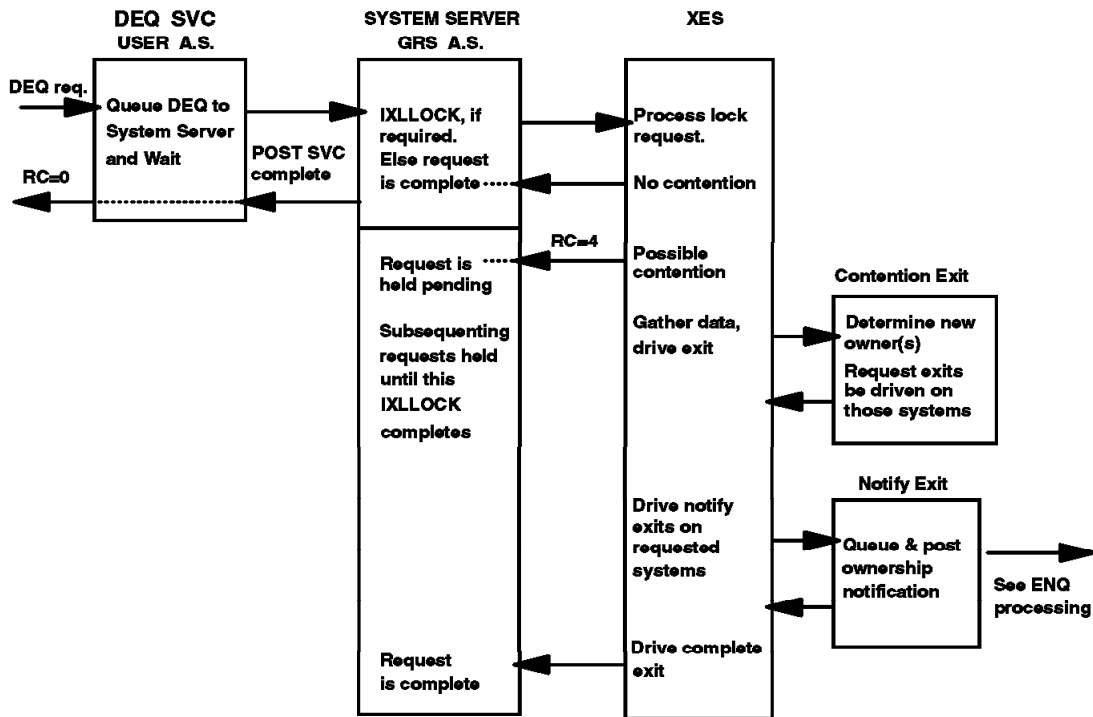 DEQ SVC
USER A.S.
SYSTEM SERVER
GRS A.S.
XES
DEQ req.
Queue DEQ to
System Server
and Wait
RC=0
POST SVC
complete
IXLLOCK, if
required.
Else request
is complete
Process lock
request.
No contention
RC=4
Request is
held pending
Possible
contention
Subsequenting
requests held
until this
IXLLOCK
completes
Gather data,
drive exit
Contention Exit
Determine new
owner(s)
Request exits
be driven on
those systems
Drive notify
exits on
requested
systems
Notify Exit
Queue & post
ownership
notification
See ENQ
processing
Request
is complete
Drive complete
exit